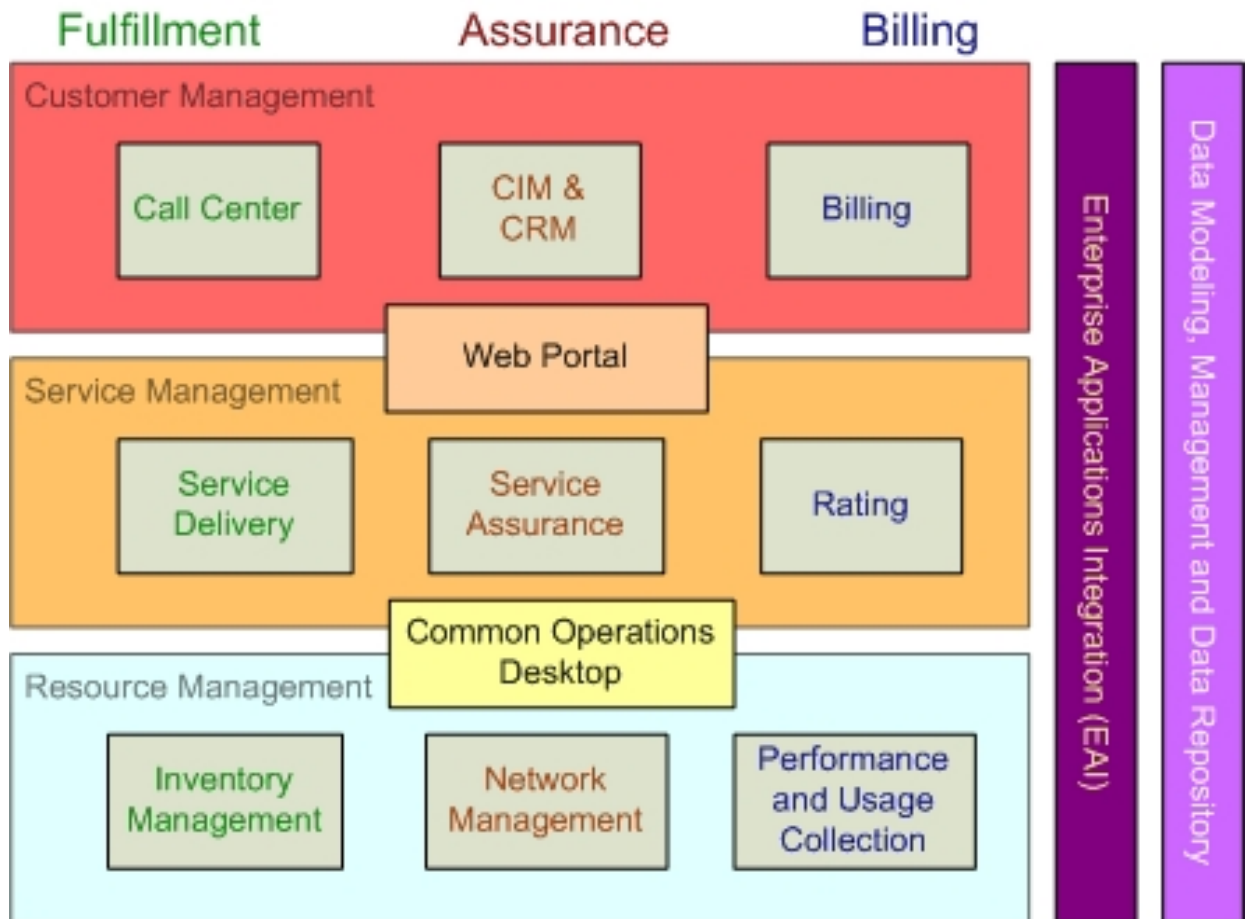 Fulfillment
Assurance
Billing
Customer Management
Call Center
CIM &
CRM
Billing
Web Portal
Service Management
Service
Delivery
Service
Assurance
Rating
Common Operations
Desktop
Resource Management
Inventory
Management
Network
Management
Performance
and Usage
Collection
Enterprise Applications Integration (EAI)
Data Modeling, Management and Data Repository